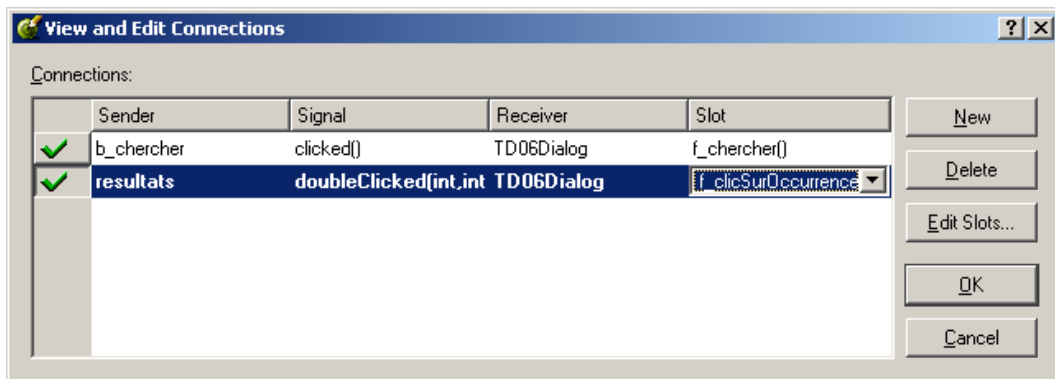 View and Edit Connections
Connections:
Sender Signal Receiver Slot
b_chercher clicked() TD06Dialog f_chercher()
resultats doubleClicked(int,int TD06Dialog f_clicSurOccurrence
New
Delete
Edit Slots...
OK
Cancel